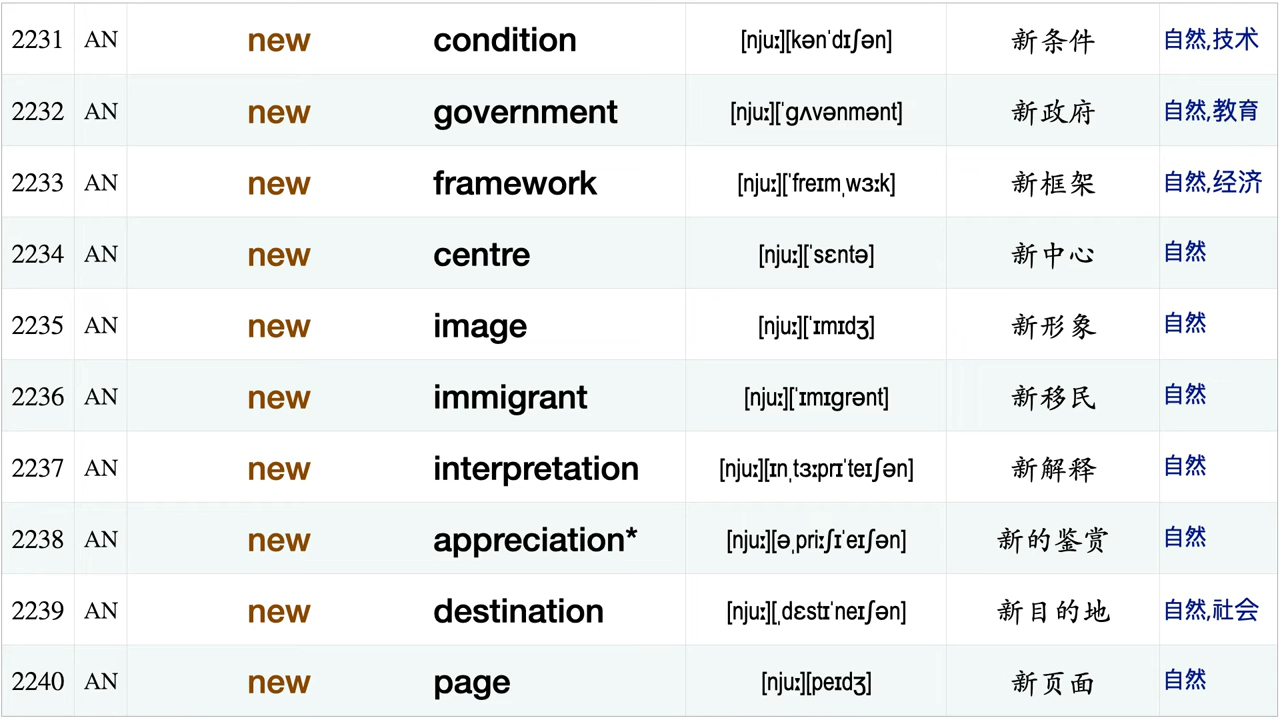 2231 AN new condition [njuː][kənˈdɪʃən] 新条件 自然,技术
2232 AN new government [njuː][ˈɡʌvənmənt] 新政府 自然,教育
2233 AN new framework [njuː][ˈfreɪmˌwɜːk] 新框架 自然,经济
2234 AN new centre [njuː][ˈsɛntə] 新中心 自然
2235 AN new image [njuː][ˈɪmɪdʒ] 新形象 自然
2236 AN new immigrant [njuː][ˈɪmɪɡrənt] 新移民 自然
2237 AN new interpretation [njuː][ɪnˌtɜːprɪˈteɪʃən] 新解释 自然
2238 AN new appreciation* [njuː][əˌpriːʃɪˈeɪʃən] 新的鉴赏 自然
2239 AN new destination [njuː][ˌdɛstɪˈneɪʃən] 新目的地 自然,社会
2240 AN new page [njuː][peɪdʒ] 新页面 自然